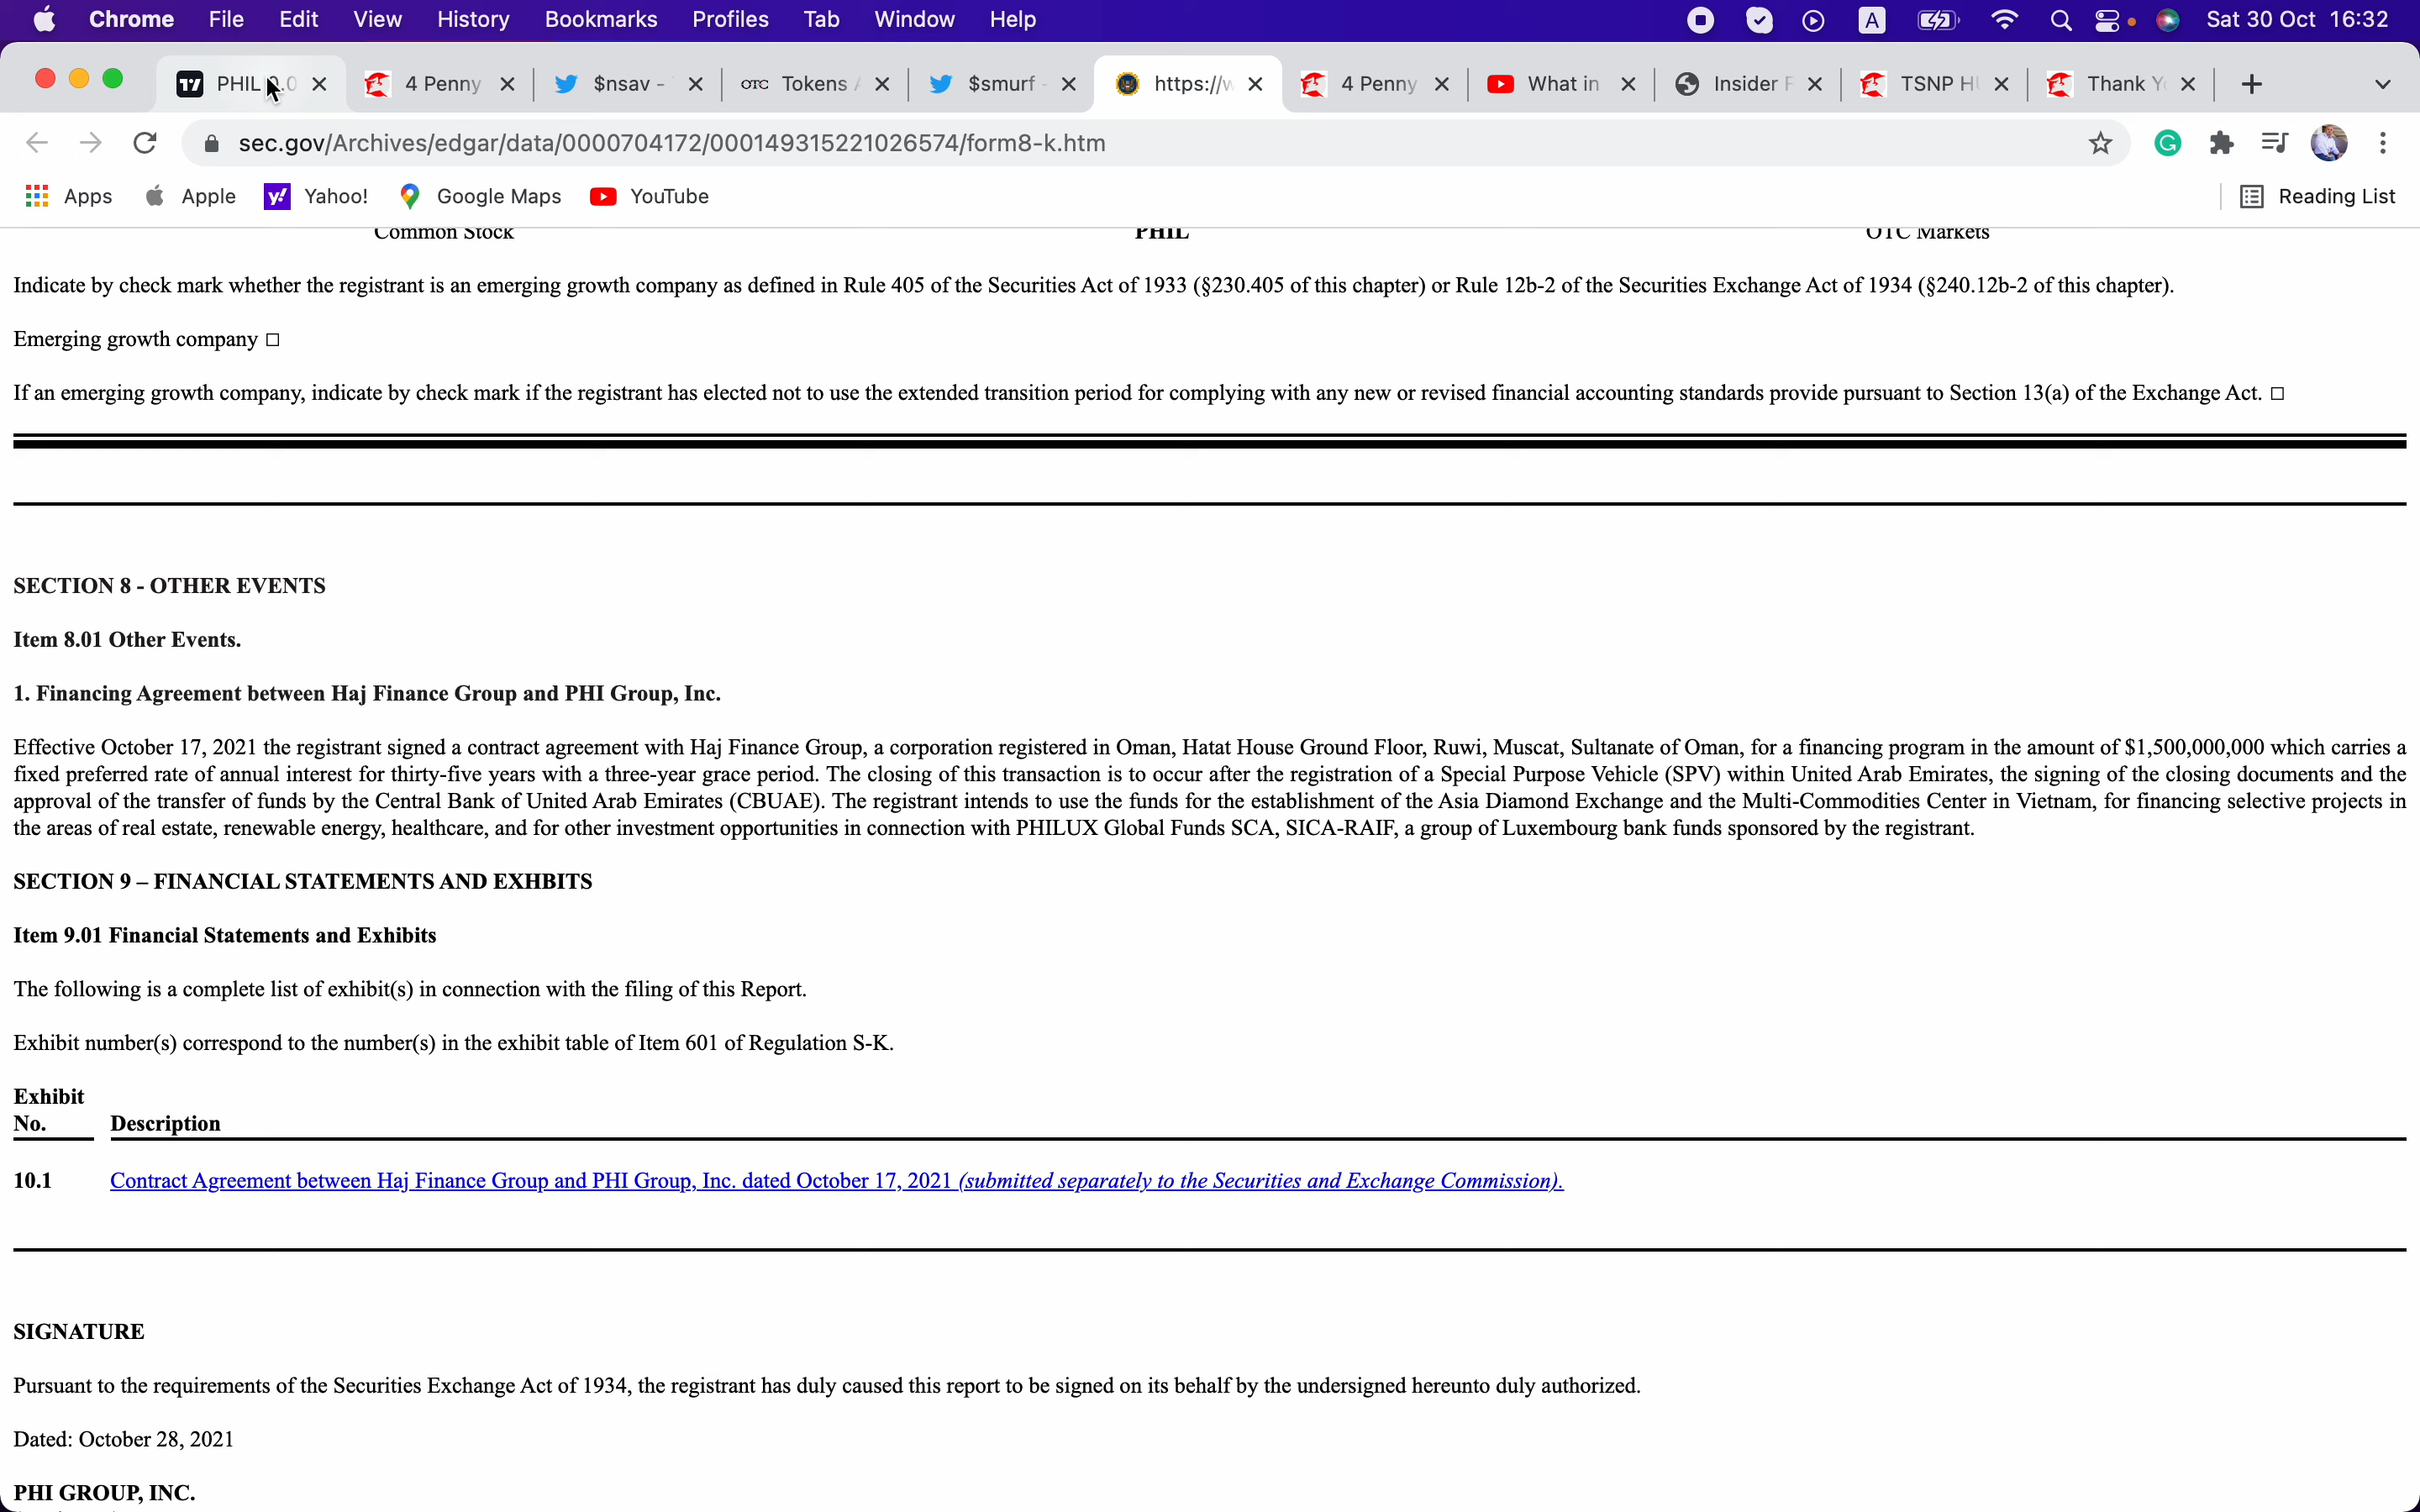 Chrome File Edit View History Bookmarks Profiles Tab Window Help A Sat 30 Oct 16:32
PHIL 0.0 4 Penny $nsav - OTC Tokens $smurf - https://w 4 Penny What in Insider TSNP H Thank Y
sec.gov/Archives/edgar/data/0000704172/000149315221026574/form8-k.htm
Apps Apple Yahoo! Google Maps YouTube Reading List
Common Stock PHIL OTC Markets
Indicate by check mark whether the registrant is an emerging growth company as defined in Rule 405 of the Securities Act of 1933 (§230.405 of this chapter) or Rule 12b-2 of the Securities Exchange Act of 1934 (§240.12b-2 of this chapter).
Emerging growth company ☐
If an emerging growth company, indicate by check mark if the registrant has elected not to use the extended transition period for complying with any new or revised financial accounting standards provide pursuant to Section 13(a) of the Exchange Act. ☐
SECTION 8 - OTHER EVENTS
Item 8.01 Other Events.
1. Financing Agreement between Haj Finance Group and PHI Group, Inc.
Effective October 17, 2021 the registrant signed a contract agreement with Haj Finance Group, a corporation registered in Oman, Hatat House Ground Floor, Ruwi, Muscat, Sultanate of Oman, for a financing program in the amount of $1,500,000,000 which carries a
fixed preferred rate of annual interest for thirty-five years with a three-year grace period. The closing of this transaction is to occur after the registration of a Special Purpose Vehicle (SPV) within United Arab Emirates, the signing of the closing documents and the
approval of the transfer of funds by the Central Bank of United Arab Emirates (CBUAE). The registrant intends to use the funds for the establishment of the Asia Diamond Exchange and the Multi-Commodities Center in Vietnam, for financing selective projects in
the areas of real estate, renewable energy, healthcare, and for other investment opportunities in connection with PHILUX Global Funds SCA, SICA-RAIF, a group of Luxembourg bank funds sponsored by the registrant.
SECTION 9 – FINANCIAL STATEMENTS AND EXHBITS
Item 9.01 Financial Statements and Exhibits
The following is a complete list of exhibit(s) in connection with the filing of this Report.
Exhibit number(s) correspond to the number(s) in the exhibit table of Item 601 of Regulation S-K.
Exhibit
No. Description
10.1 Contract Agreement between Haj Finance Group and PHI Group, Inc. dated October 17, 2021 (submitted separately to the Securities and Exchange Commission).
SIGNATURE
Pursuant to the requirements of the Securities Exchange Act of 1934, the registrant has duly caused this report to be signed on its behalf by the undersigned hereunto duly authorized.
Dated: October 28, 2021
PHI GROUP, INC.